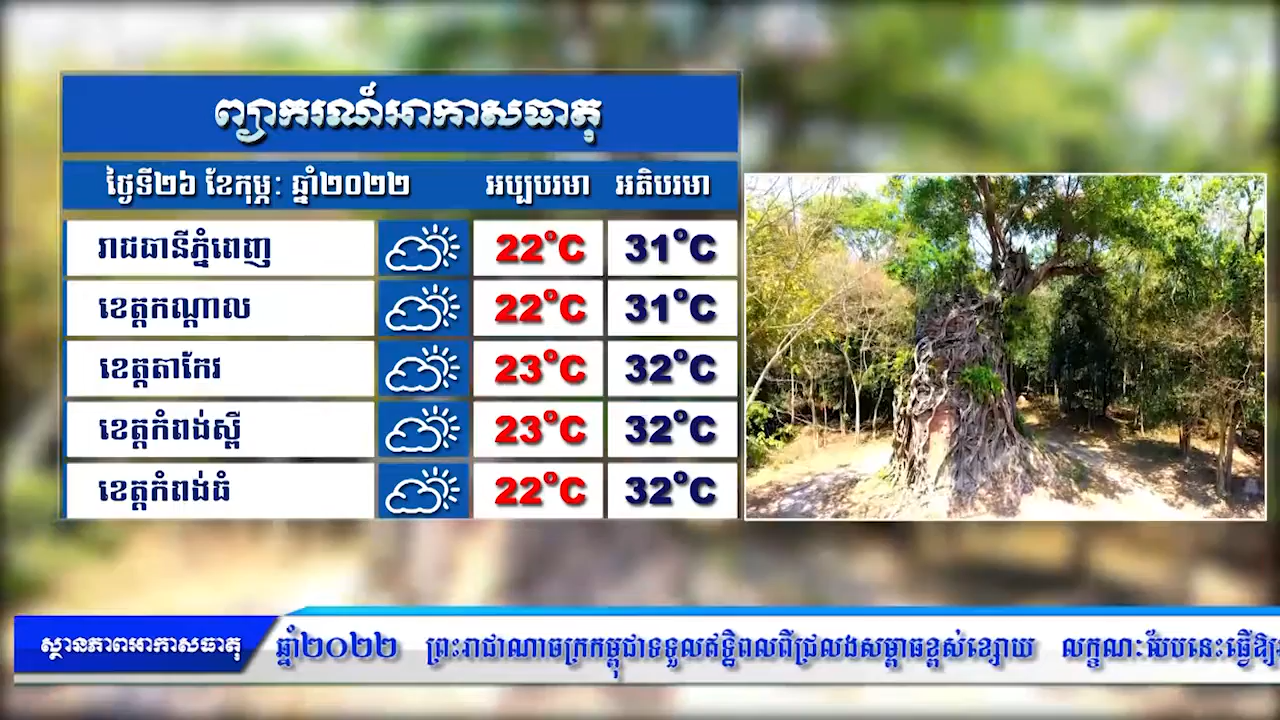 ព្យាករណ៍អាកាសធាតុ
ថ្ងៃទី២៦ ខែកុម្ភៈ ឆ្នាំ២០២២ អប្បបរមា អតិបរមា
រាជធានីភ្នំពេញ 22°C 31°C
ខេត្តកណ្តាល 22°C 31°C
ខេត្តតាកែវ 23°C 32°C
ខេត្តកំពង់ស្ពឺ 23°C 32°C
ខេត្តកំពង់ធំ 22°C 32°C
ស្ថានភាពអាកាសធាតុ ឆ្នាំ២០២២ ព្រះរាជាណាចក្រកម្ពុជាទទួលឥទ្ធិពលពីជ្រលងសម្ពាធខ្ពស់ខ្សោយ លក្ខណៈបែបនេះធ្វើឱ្យ